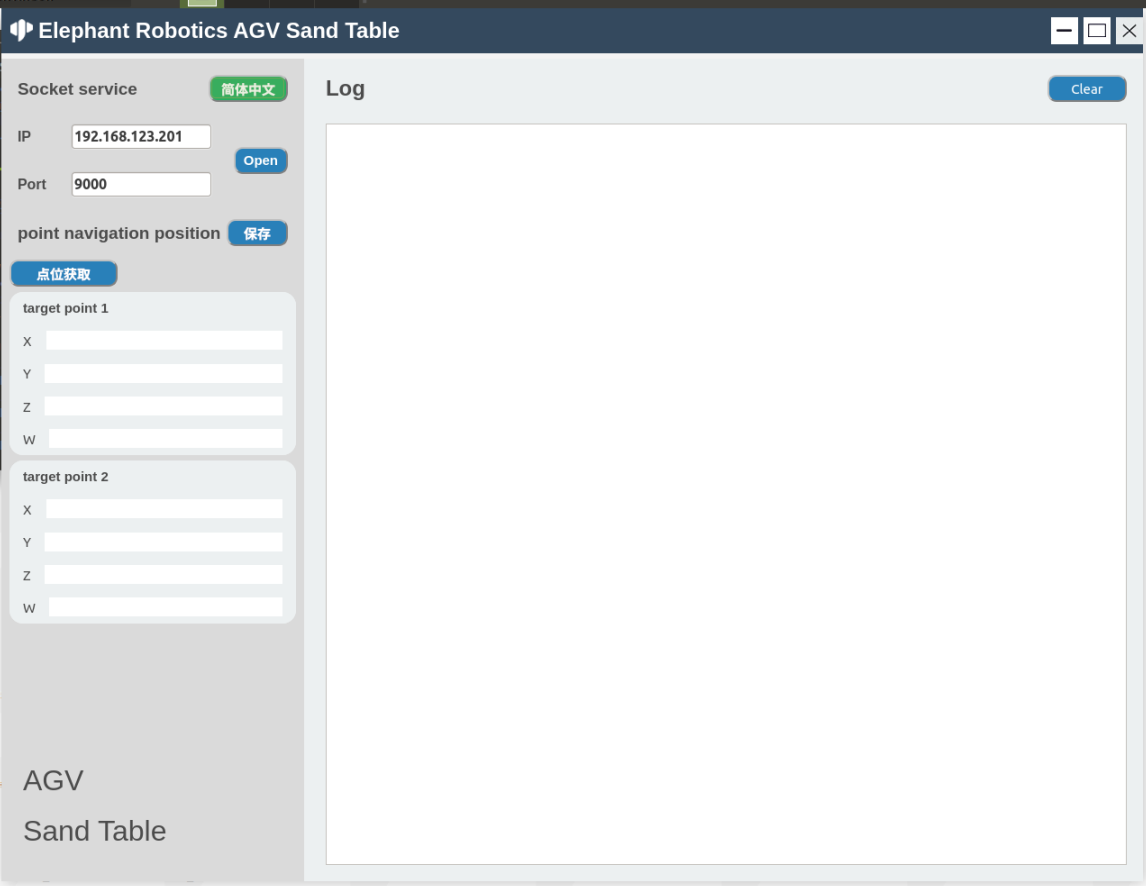 Elephant Robotics AGV Sand Table
Socket service 简体中文
IP 192.168.123.201
Open
Port 9000
point navigation position 保存
点位获取
target point 1
X
Y
Z
W
target point 2
X
Y
Z
W
AGV
Sand Table
Log Clear